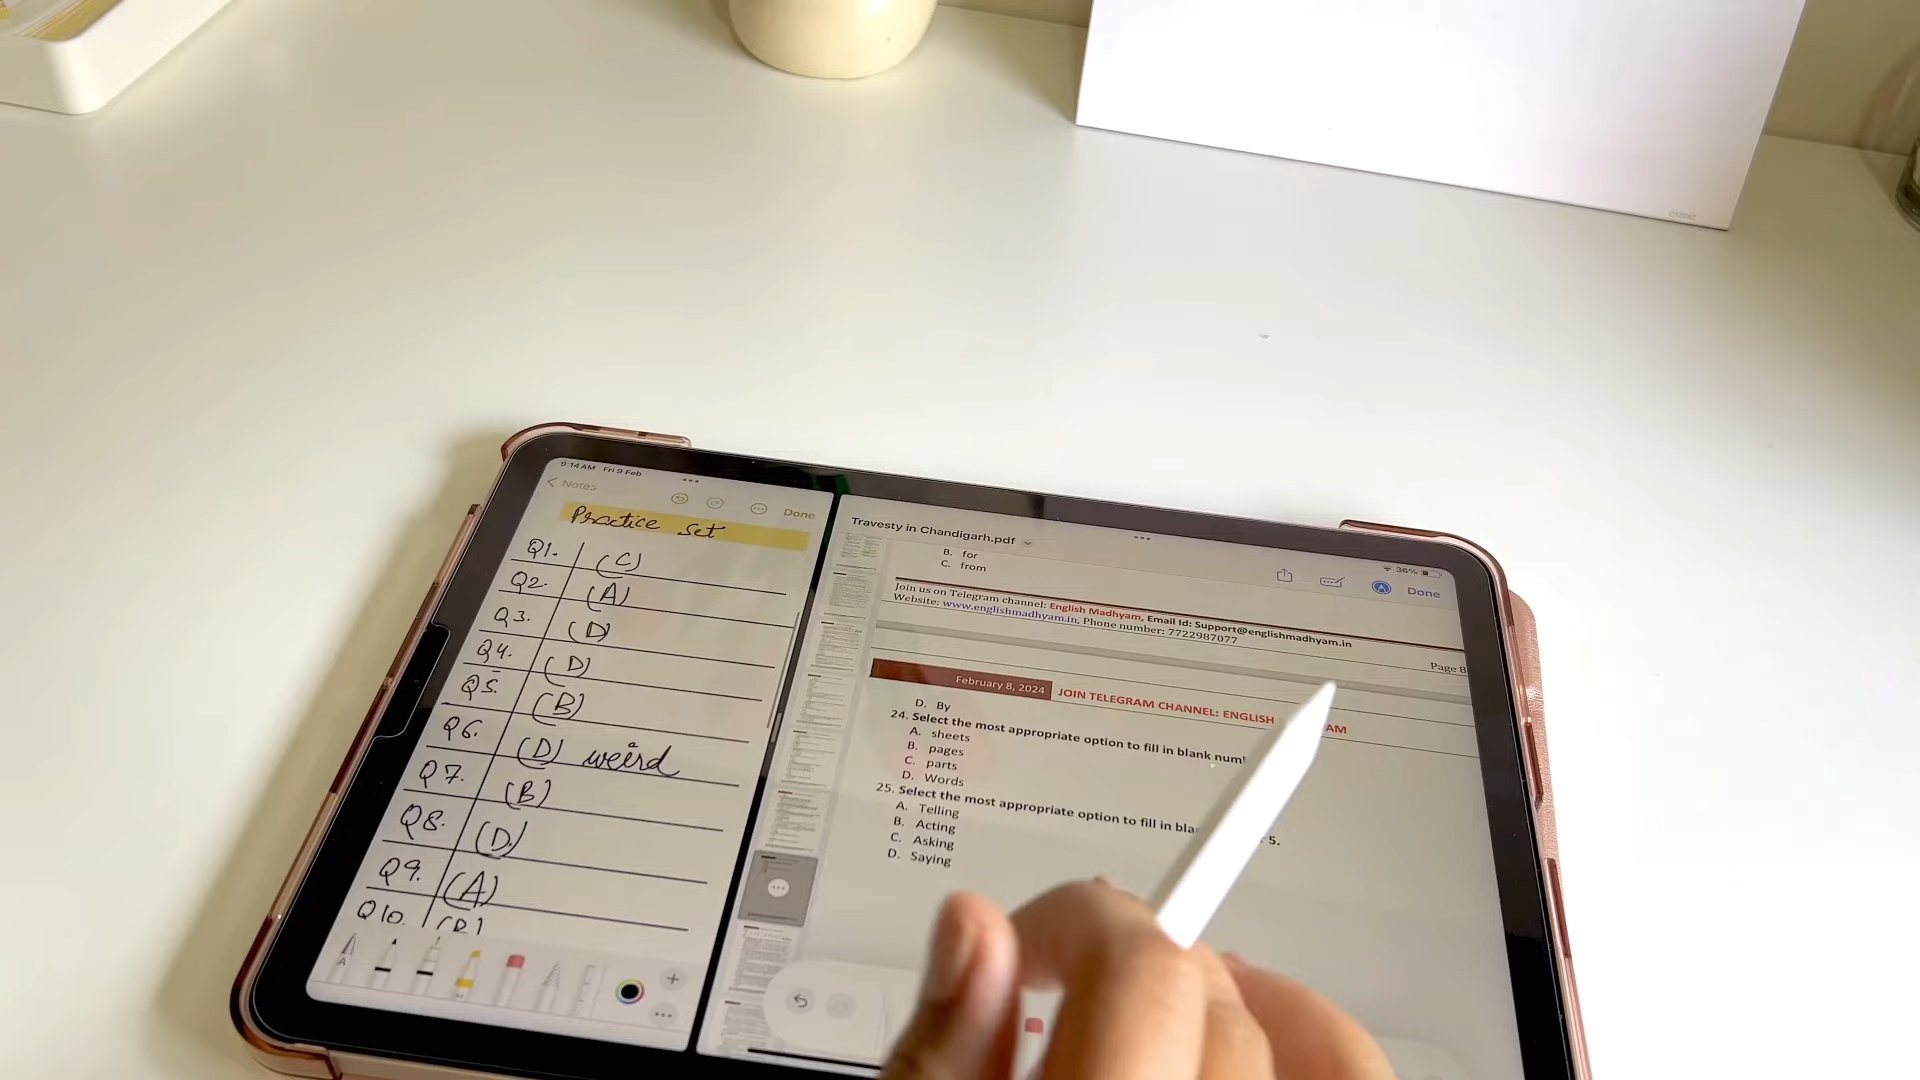 9:14 AM Fri 9 Feb
Notes
Done
Practice Set
Q1. (C)
Q2. (A)
Q3. (D)
Q4. (D)
Q5. (B)
Q6. (D) weird
Q7. (B)
Q8. (D)
Q9. (A)
Q10.
36%
Travesty in Chandigarh.pdf
Done
B. for
C. from
Join us on Telegram channel: English Madhyam, Email Id: Support@englishmadhyam.in
Website: www.englishmadhyam.in, Phone number: 7722987077
Page 8
February 8, 2024 JOIN TELEGRAM CHANNEL: ENGLISH AM
D. By
24. Select the most appropriate option to fill in blank num
A. sheets
B. pages
C. parts
D. Words
25. Select the most appropriate option to fill in bla 5.
A. Telling
B. Acting
C. Asking
D. Saying